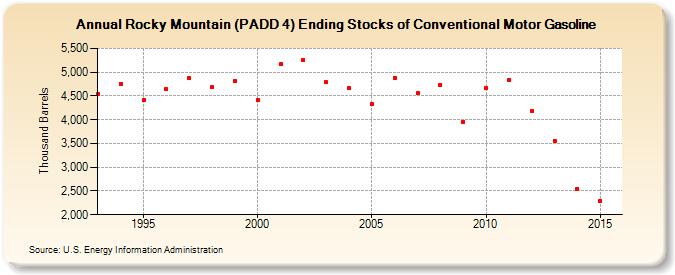 Annual Rocky Mountain (PADD 4) Ending Stocks of Conventional Motor Gasoline
Thousand Barrels
5,500
5,000
4,500
4,000
3,500
3,000
2,500
2,000
1995 2000 2005 2010 2015
Source: U.S. Energy Information Administration